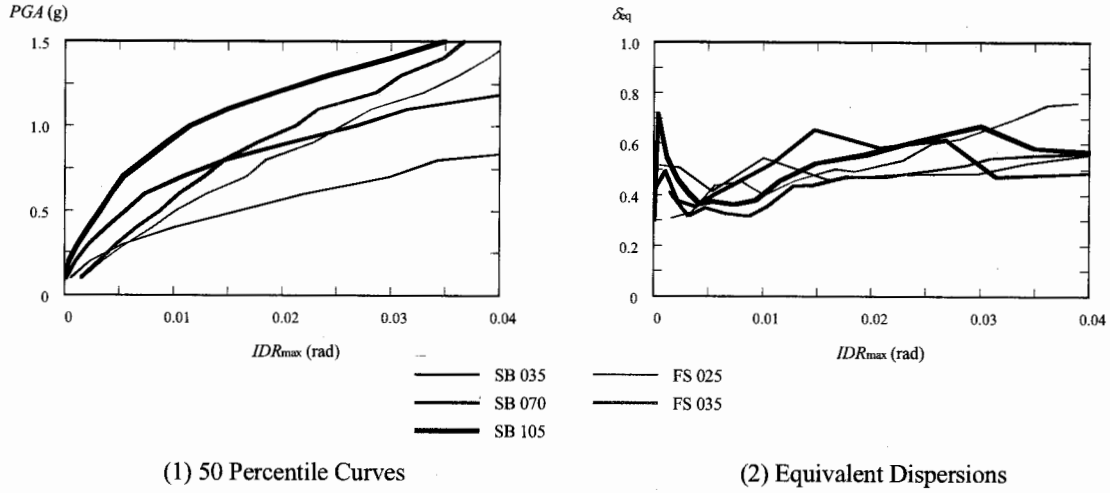 PGA (g)
1.5
1.0
0.5
0
0 0.01 0.02 0.03 0.04
IDRmax (rad)
δeq
1.0
0.8
0.6
0.4
0.2
0
0 0.01 0.02 0.03 0.04
IDRmax (rad)
SB 035
SB 070
SB 105
FS 025
FS 035
(1) 50 Percentile Curves
(2) Equivalent Dispersions